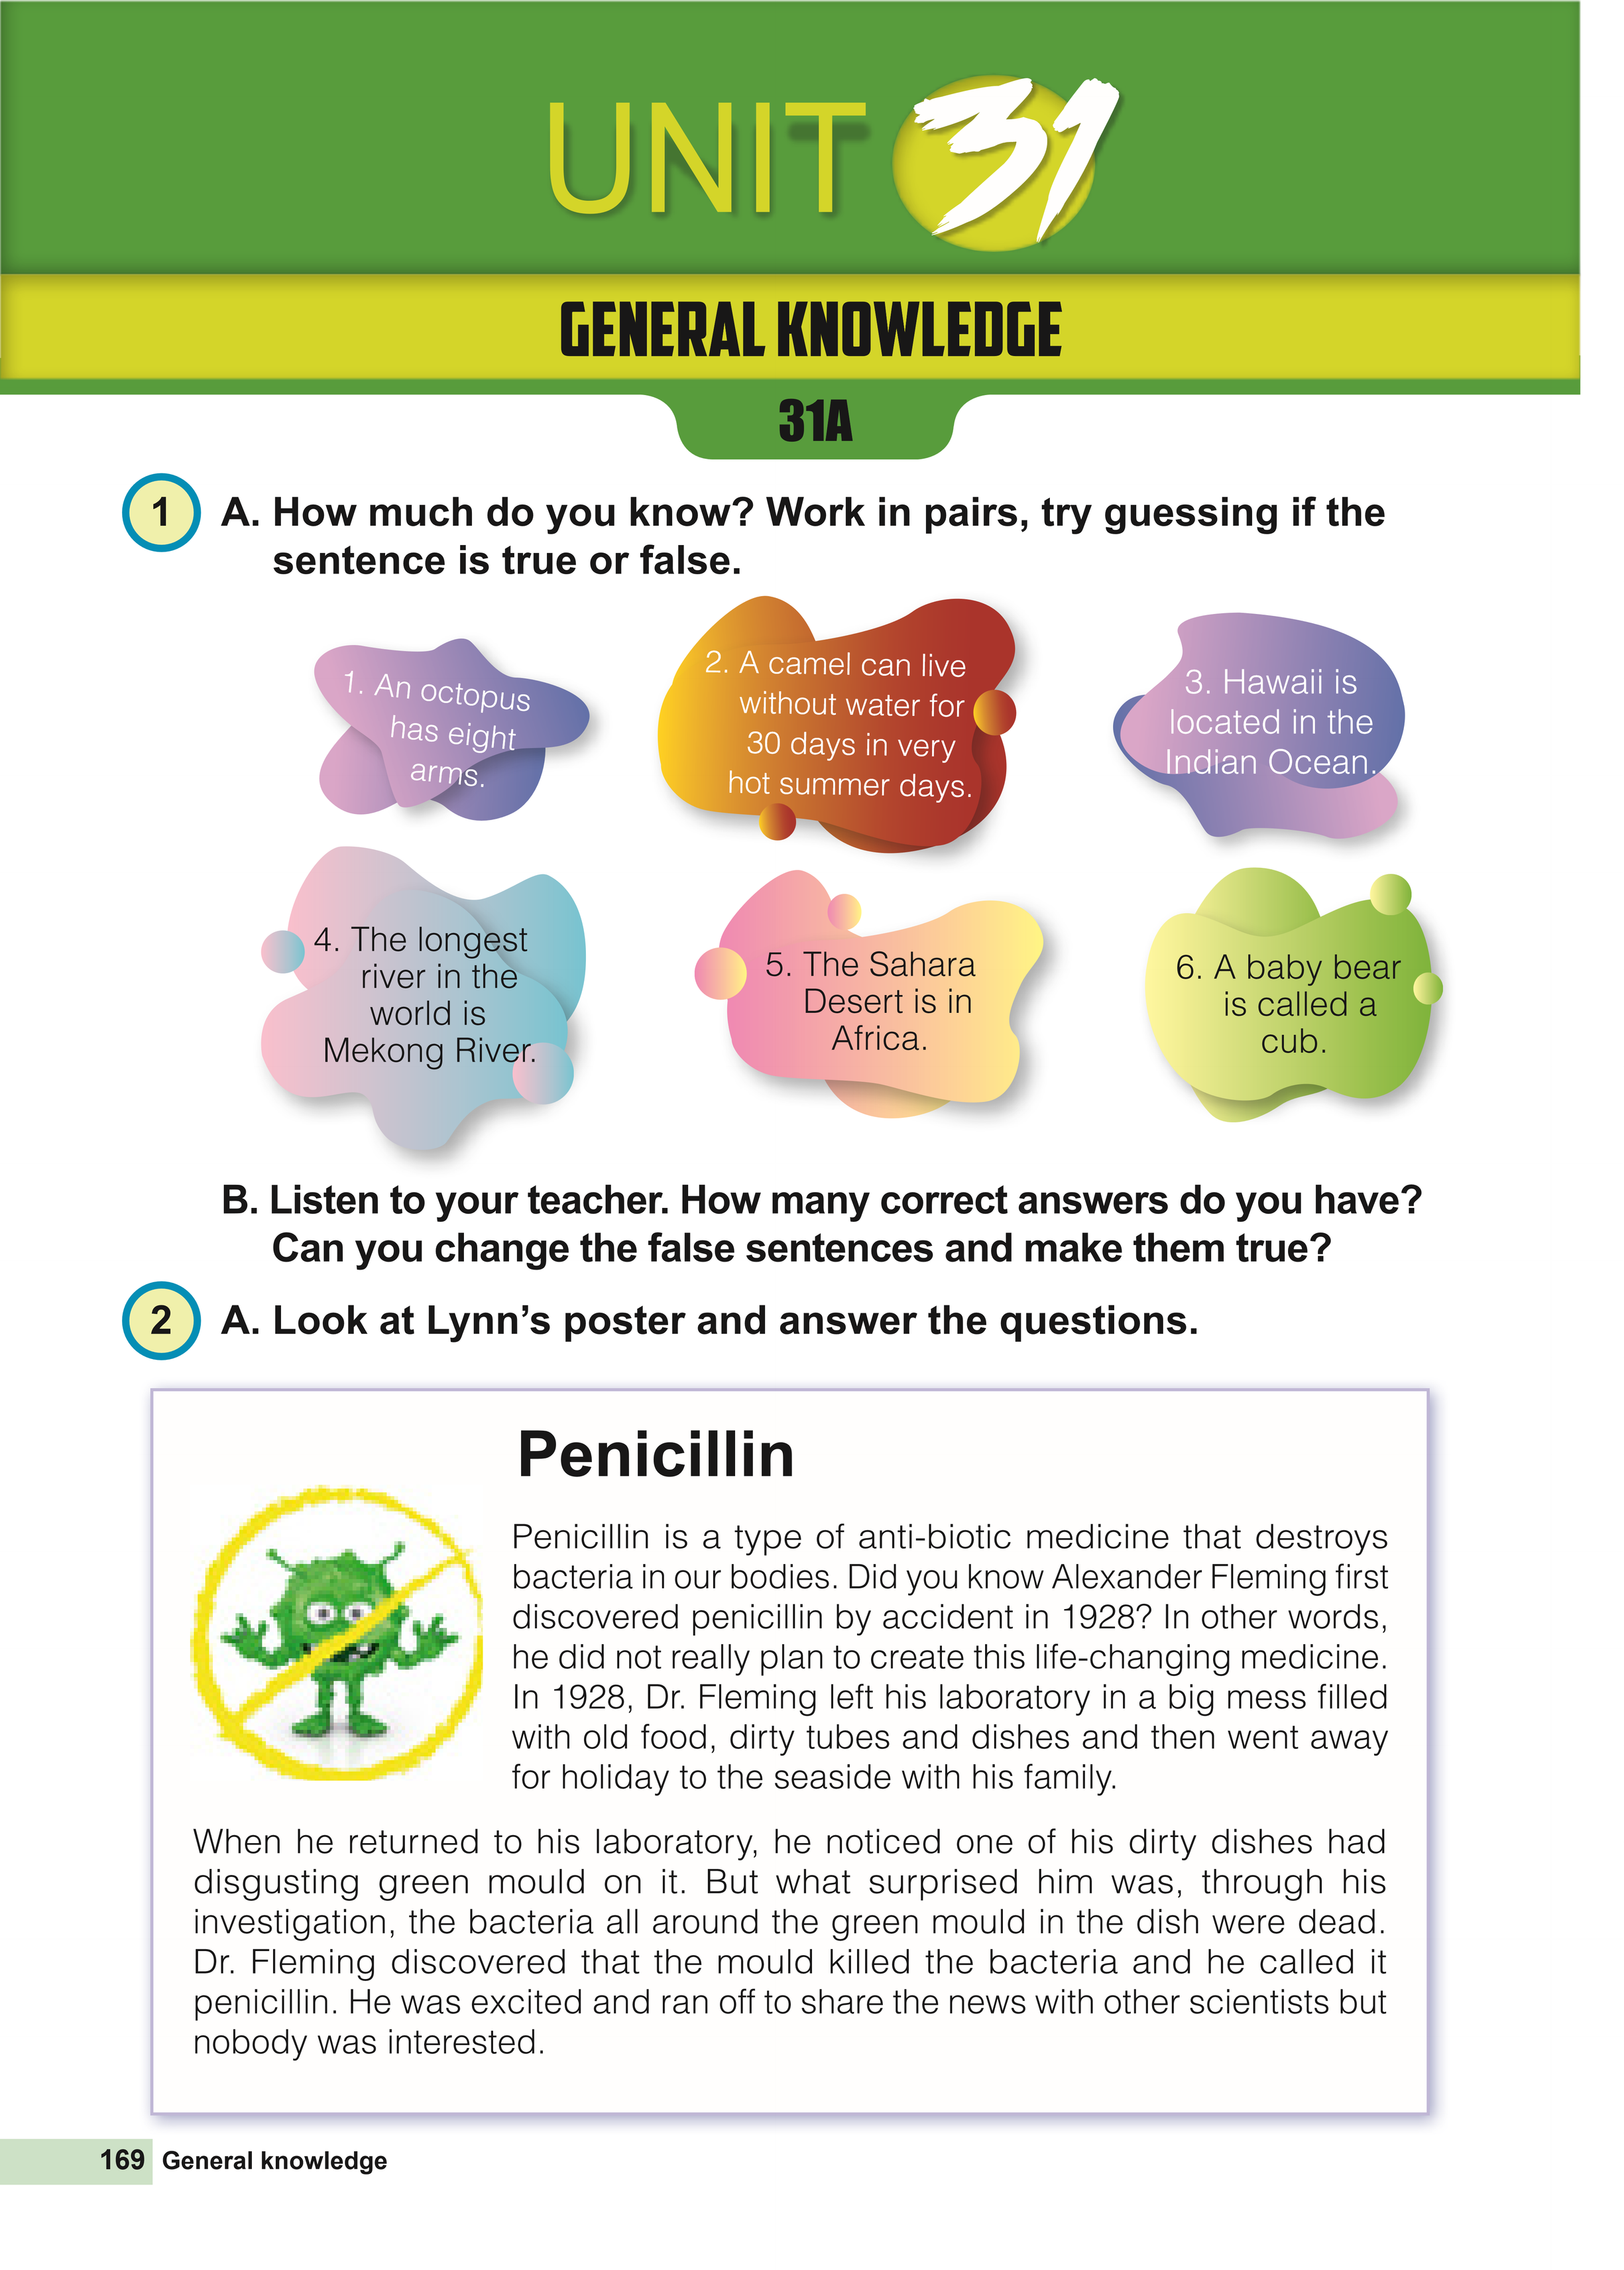 UNIT 31
GENERAL KNOWLEDGE
31A
1 A. How much do you know? Work in pairs, try guessing if the
sentence is true or false.
1. An octopus
has eight
arms.
2. A camel can live
without water for
30 days in very
hot summer days.
3. Hawaii is
located in the
Indian Ocean.
4. The longest
river in the
world is
Mekong River.
5. The Sahara
Desert is in
Africa.
6. A baby bear
is called a
cub.
B. Listen to your teacher. How many correct answers do you have?
Can you change the false sentences and make them true?
2 A. Look at Lynn's poster and answer the questions.
Penicillin
Penicillin is a type of anti-biotic medicine that destroys
bacteria in our bodies. Did you know Alexander Fleming first
discovered penicillin by accident in 1928? In other words,
he did not really plan to create this life-changing medicine.
In 1928, Dr. Fleming left his laboratory in a big mess filled
with old food, dirty tubes and dishes and then went away
for holiday to the seaside with his family.
When he returned to his laboratory, he noticed one of his dirty dishes had
disgusting green mould on it. But what surprised him was, through his
investigation, the bacteria all around the green mould in the dish were dead.
Dr. Fleming discovered that the mould killed the bacteria and he called it
penicillin. He was excited and ran off to share the news with other scientists but
nobody was interested.
169 General knowledge